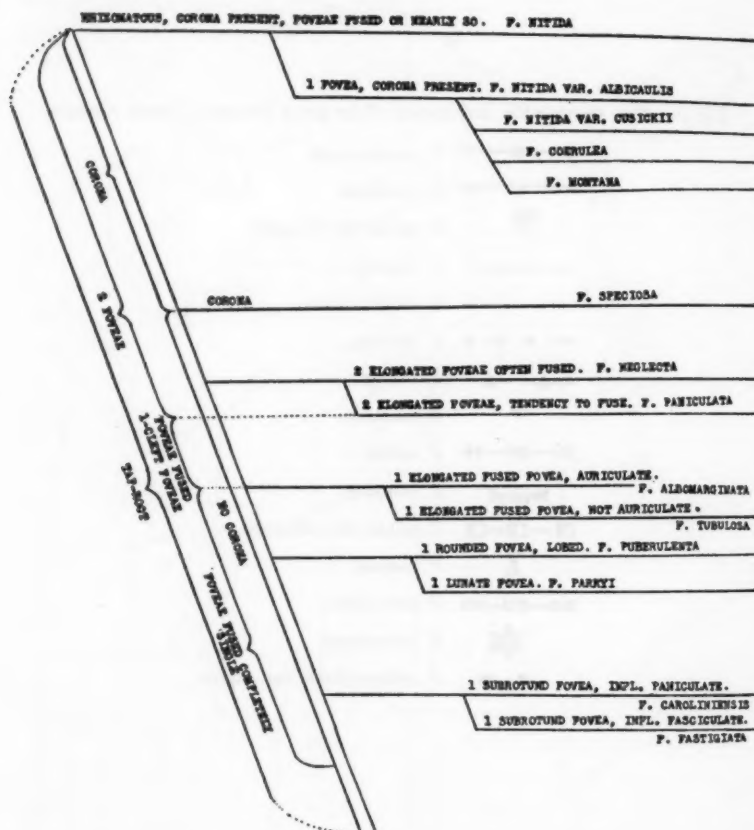 RHIZOMATOUS, CORONA PRESENT, FOVEAE FUSED OR NEARLY SO. F. NITIDA
1 FOVEA, CORONA PRESENT. F. NITIDA VAR. ALBICAULIS
F. NITIDA VAR. CUSICKII
F. COERULEA
F. MONTANA
CORONA
CORONA F. SPECIOSA
2 FOVEAE
2 ELONGATED FOVEAE OFTEN FUSED. F. NEGLECTA
2 ELONGATED FOVEAE, TENDENCY TO FUSE. F. PANICULATA
FOVEAE FUSED
1-CLEFT FOVEAE
TAP-ROOT
1 ELONGATED FUSED FOVEA, AURICULATE.
F. ALBOMARGINATA
1 ELONGATED FUSED FOVEA, NOT AURICULATE.
F. TUBULOSA
NO CORONA
1 ROUNDED FOVEA, LOBED. F. PUBERULENTA
1 LUNATE FOVEA. F. PARRYI
FOVEAE FUSED COMPLETELY
SINGLE
1 SUBROTUND FOVEA, INFL. PANICULATE.
F. CAROLINIENSIS
1 SUBROTUND FOVEA, INFL. FASCICULATE.
F. FASTIGIATA